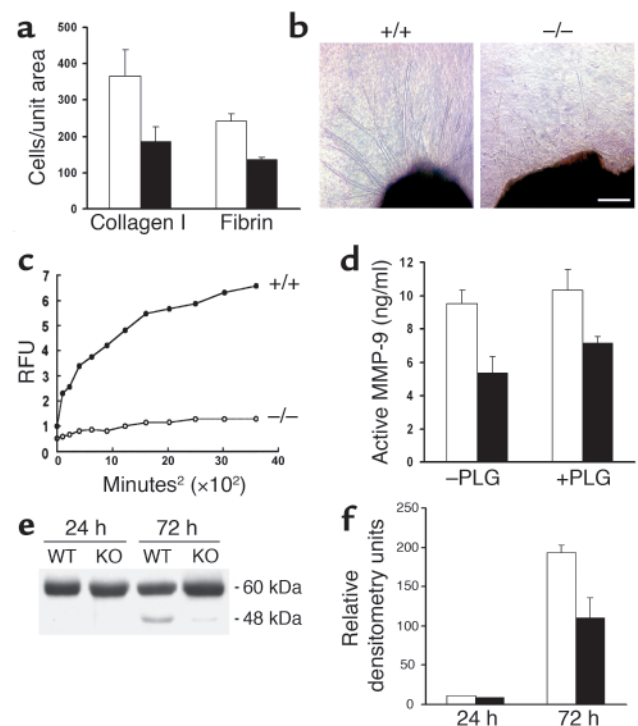 a
Cells/unit area
500
400
300
200
100
0
Collagen I Fibrin
b
+/+ −/−
c
RFU
7
6
5
4
3
2
1
0
+/+
−/−
0 10 20 30 40
Minutes² (×10²)
d
Active MMP-9 (ng/ml)
12
10
8
6
4
2
0
−PLG +PLG
e
24 h 72 h
WT KO WT KO
- 60 kDa
- 48 kDa
f
Relative
densitometry units
200
150
100
50
0
24 h 72 h